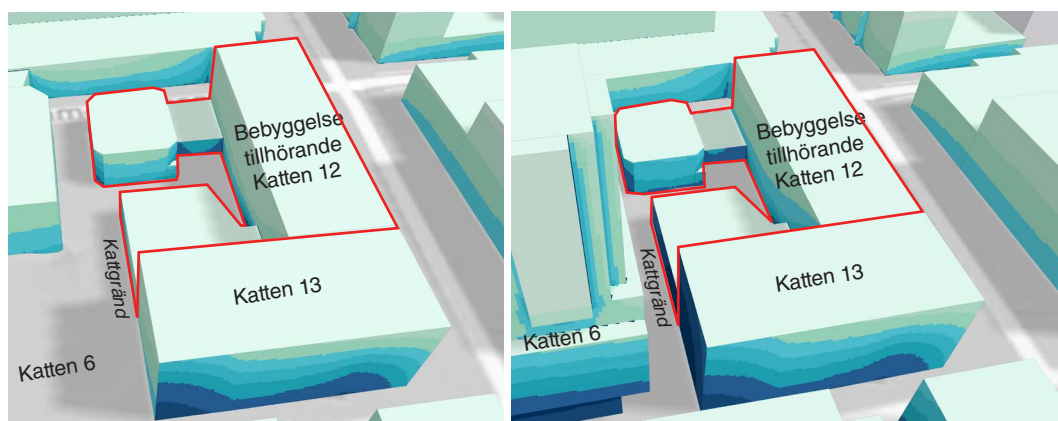 Bebyggelse
tillhörande
Katten 12
Kattgränd
Katten 13
Katten 6
Bebyggelse
tillhörande
Katten 12
Kattgränd
Katten 13
Katten 6